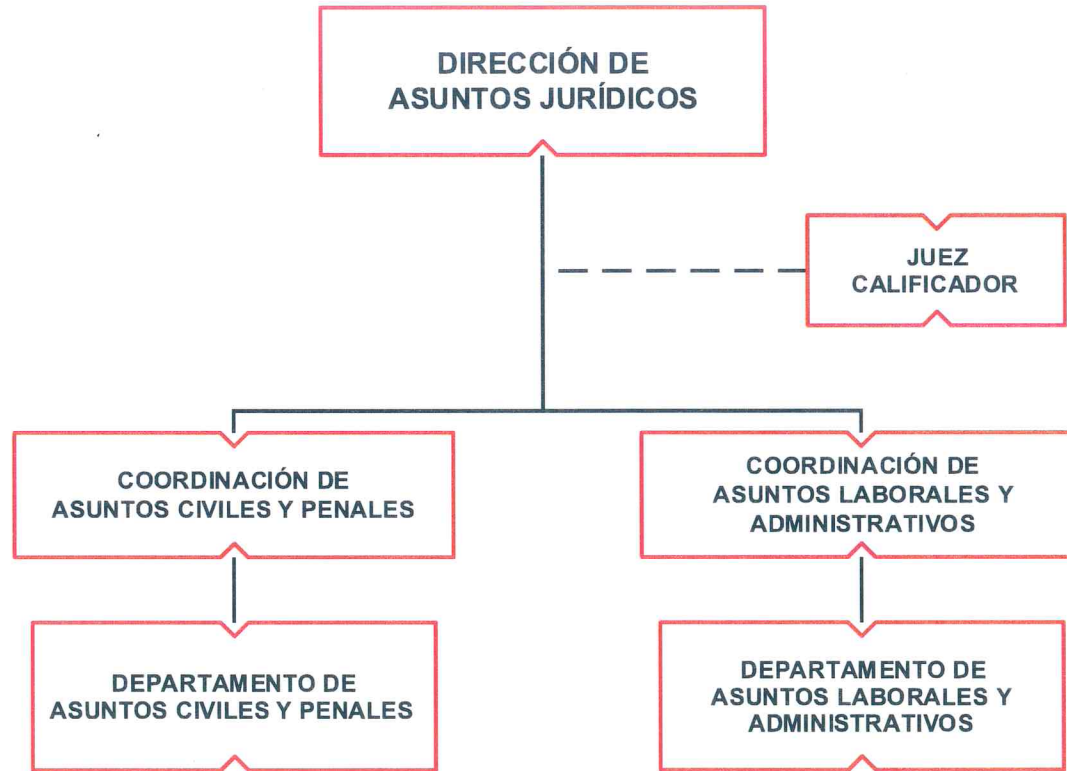 DIRECCIÓN DE
ASUNTOS JURÍDICOS
JUEZ
CALIFICADOR
COORDINACIÓN DE
ASUNTOS CIVILES Y PENALES
COORDINACIÓN DE
ASUNTOS LABORALES Y
ADMINISTRATIVOS
DEPARTAMENTO DE
ASUNTOS CIVILES Y PENALES
DEPARTAMENTO DE
ASUNTOS LABORALES Y
ADMINISTRATIVOS